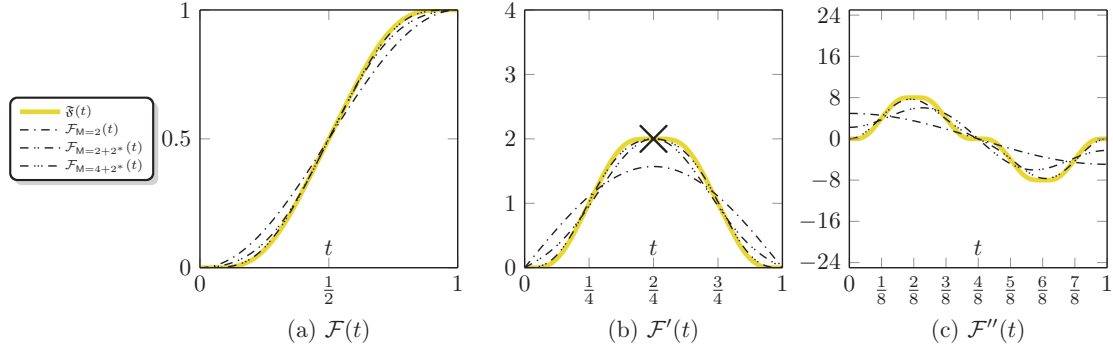 𝔉(t)
ℱ_{M=2}(t)
ℱ_{M=2+2*}(t)
ℱ_{M=4+2*}(t)
1
0.5
0
0 1/2 1
t
(a) ℱ(t)
4
3
2
1
0
0 1/4 2/4 3/4 1
t
(b) ℱ′(t)
24
16
8
0
−8
−16
−24
0 1/8 2/8 3/8 4/8 5/8 6/8 7/8 1
t
(c) ℱ′′(t)